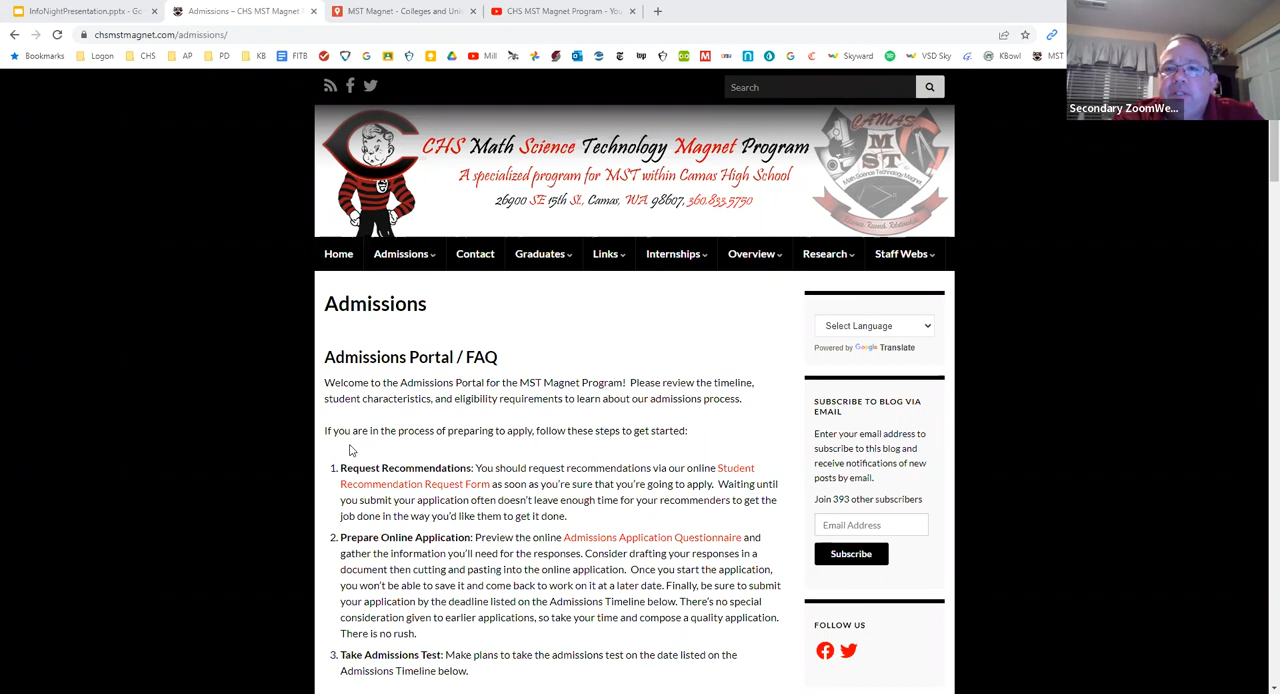 InfoNightPresentation.pptx - Go
Admissions – CHS MST Magnet
MST Magnet - Colleges and Uni
CHS MST Magnet Program - You
chsmstmagnet.com/admissions/
Bookmarks Logon CHS AP PD KB FITB Mill Skyward VSD Sky KBowl MST
Secondary ZoomWe...
Search
CAMAS
MST
Math Science Technology Magnet
CHS Math Science Technology Magnet Program
A specialized program for MST within Camas High School
26900 SE 15th St., Camas, WA 98607, 360.833.5750
Home Admissions Contact Graduates Links Internships Overview Research Staff Webs
Admissions
Admissions Portal / FAQ
Welcome to the Admissions Portal for the MST Magnet Program! Please review the timeline,
student characteristics, and eligibility requirements to learn about our admissions process.
If you are in the process of preparing to apply, follow these steps to get started:
1. Request Recommendations: You should request recommendations via our online Student
Recommendation Request Form as soon as you're sure that you're going to apply. Waiting until
you submit your application often doesn't leave enough time for your recommenders to get the
job done in the way you'd like them to get it done.
2. Prepare Online Application: Preview the online Admissions Application Questionnaire and
gather the information you'll need for the responses. Consider drafting your responses in a
document then cutting and pasting into the online application. Once you start the application,
you won't be able to save it and come back to work on it at a later date. Finally, be sure to submit
your application by the deadline listed on the Admissions Timeline below. There's no special
consideration given to earlier applications, so take your time and compose a quality application.
There is no rush.
3. Take Admissions Test: Make plans to take the admissions test on the date listed on the
Admissions Timeline below.
Select Language
Powered by Google Translate
SUBSCRIBE TO BLOG VIA
EMAIL
Enter your email address to
subscribe to this blog and
receive notifications of new
posts by email.
Join 393 other subscribers
Email Address
Subscribe
FOLLOW US